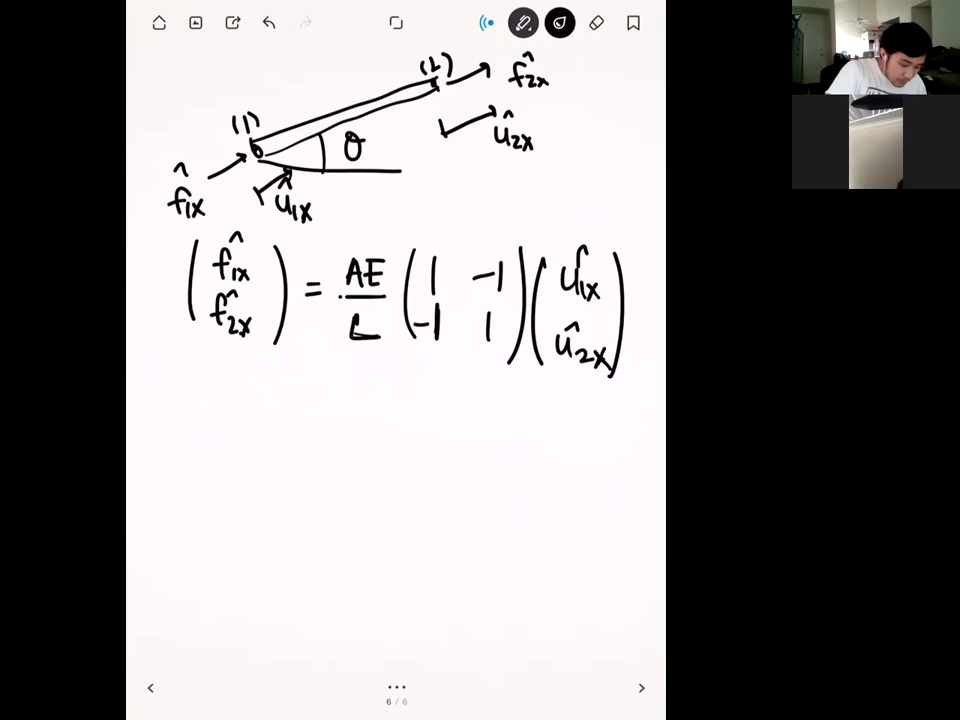 (2)
f̂2x
(1)
θ
û2x
f̂1x
û1x
( f̂1x ) = AE ( 1 -1 ) ( û1x )
( f̂2x ) L ( -1 1 ) ( û2x )
6 / 6